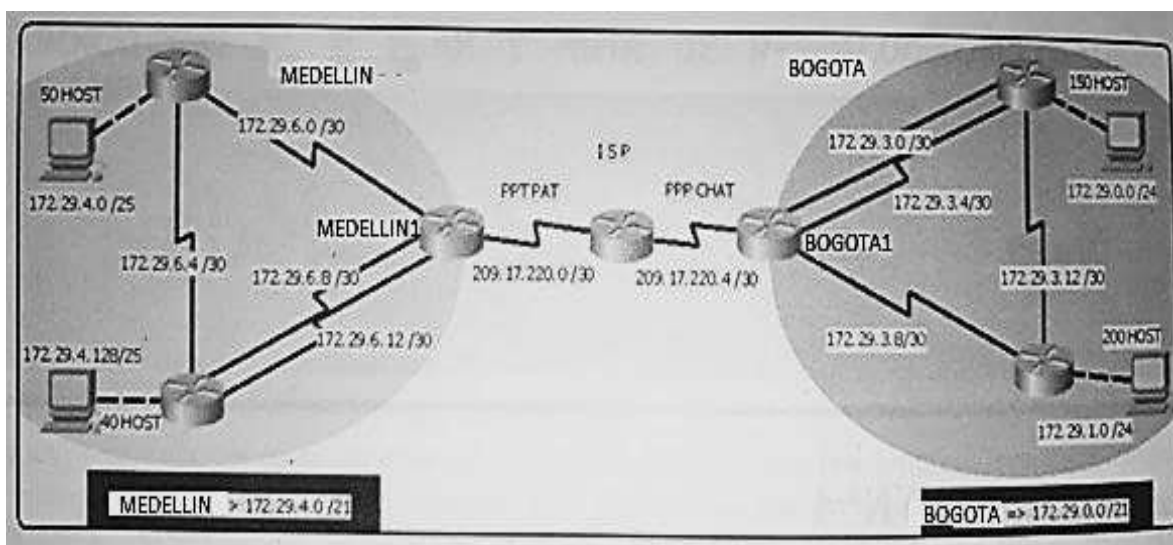 MEDELLIN
50 HOST
172.29.6.0 /30
172.29.4.0 /25
172.29.6.4 /30
MEDELLIN1
172.29.6.8 /30
172.29.6.12 /30
172.29.4.128/25
40 HOST
MEDELLIN > 172.29.4.0 /21
ISP
PPTPAT
PPP CHAT
209.17.220.0 /30
209.17.220.4 /30
BOGOTA
150 HOST
172.29.3.0 /30
172.29.0.0 /24
172.29.3.4/30
BOGOTA1
172.29.3.12 /30
172.29.3.8/30
200 HOST
172.29.1.0 /24
BOGOTA => 172.29.0.0 /21